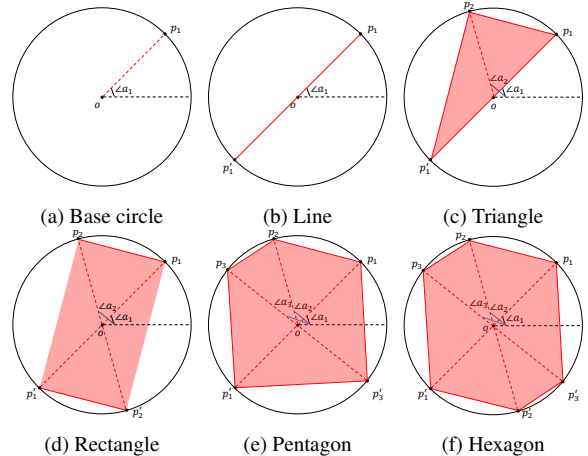 p₁
∠a₁
o
p₁
∠a₁
o
p₁′
p₂
p₁
∠a₂
∠a₁
o
p₁′
(a) Base circle
(b) Line
(c) Triangle
p₂
p₁
∠a₂
∠a₁
o
p₁′
p₂′
p₂
p₃
p₁
∠a₃
∠a₂
∠a₁
o
p₁′
p₃′
p₂
p₃
p₁
∠a₃
∠a₂
∠a₁
o
p₁′
p₂′
p₃′
(d) Rectangle
(e) Pentagon
(f) Hexagon